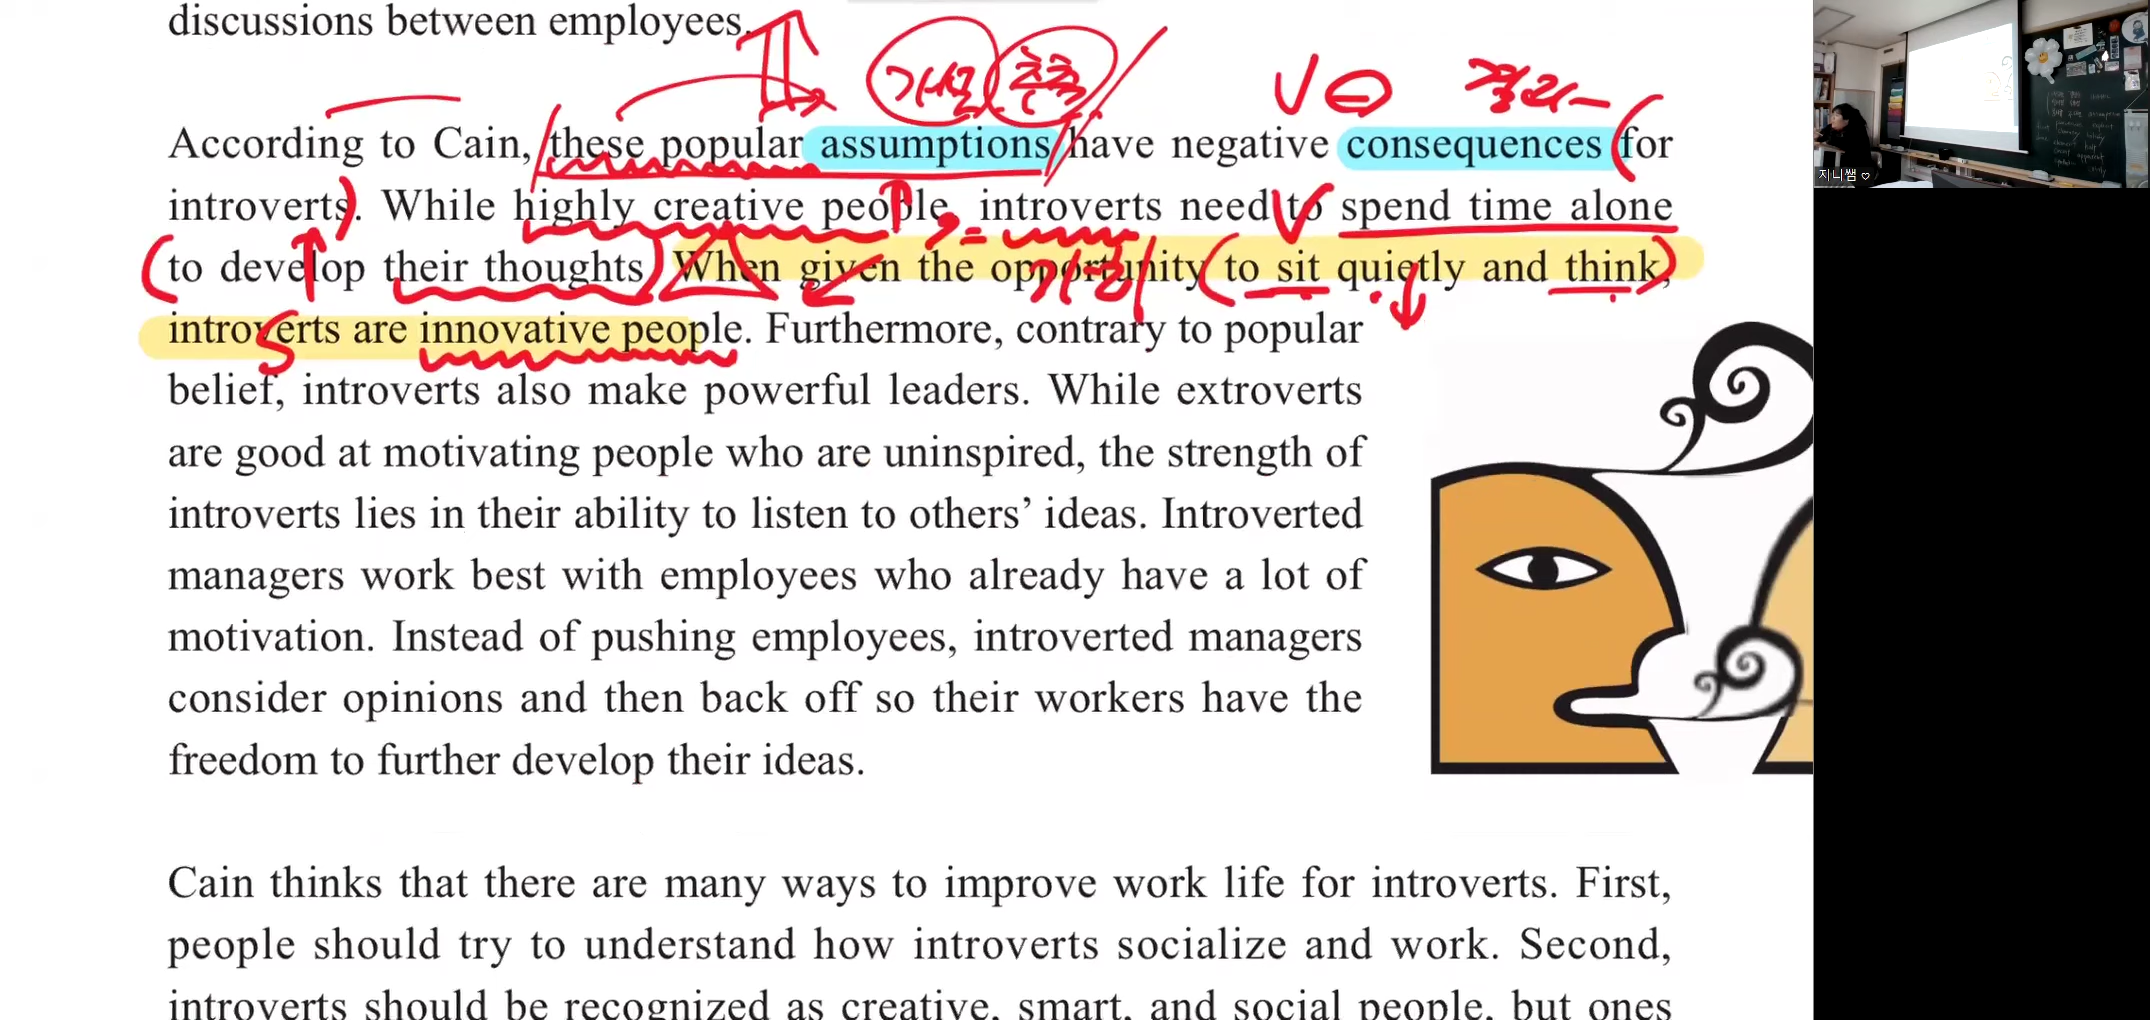 discussions between employees.
가설 추측
결과
According to Cain, these popular assumptions have negative consequences for
introverts. While highly creative people, introverts need to spend time alone
to develop their thoughts. When given the opportunity to sit quietly and think,
기회
introverts are innovative people. Furthermore, contrary to popular
belief, introverts also make powerful leaders. While extroverts
are good at motivating people who are uninspired, the strength of
introverts lies in their ability to listen to others’ ideas. Introverted
managers work best with employees who already have a lot of
motivation. Instead of pushing employees, introverted managers
consider opinions and then back off so their workers have the
freedom to further develop their ideas.
Cain thinks that there are many ways to improve work life for introverts. First,
people should try to understand how introverts socialize and work. Second,
introverts should be recognized as creative, smart, and social people, but ones
지니쌤